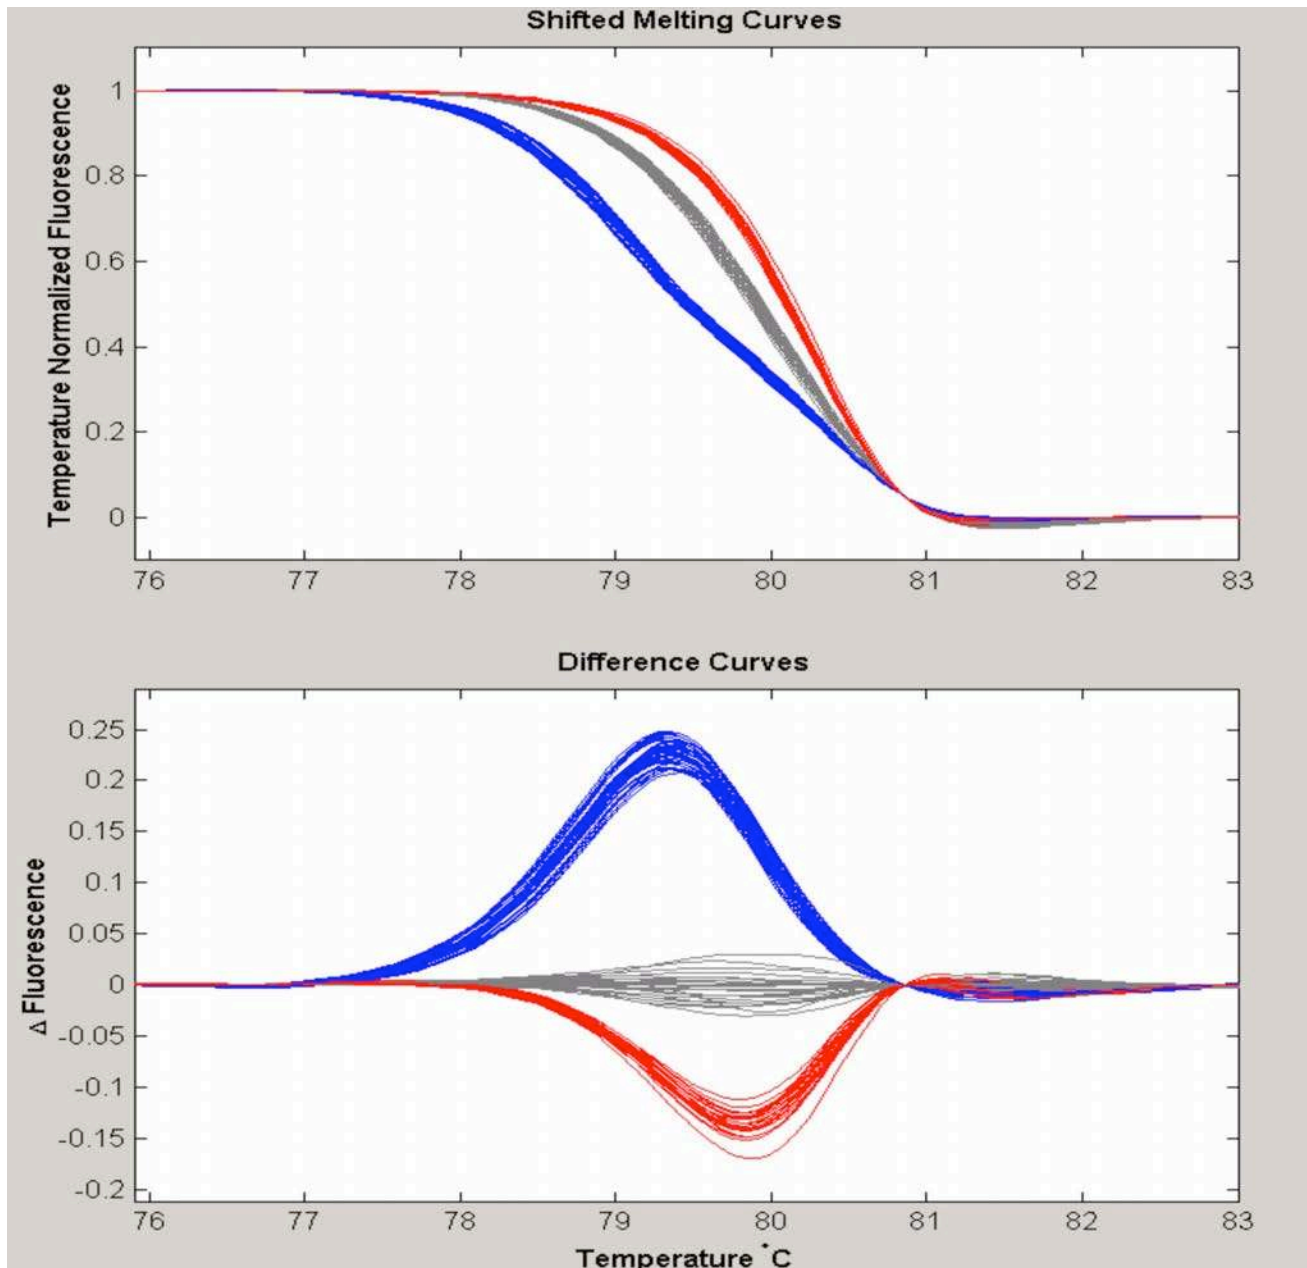 Shifted Melting Curves
Temperature Normalized Fluorescence
1
0.8
0.6
0.4
0.2
0
76 77 78 79 80 81 82 83
Difference Curves
Δ Fluorescence
0.25
0.2
0.15
0.1
0.05
0
-0.05
-0.1
-0.15
-0.2
76 77 78 79 80 81 82 83
Temperature °C